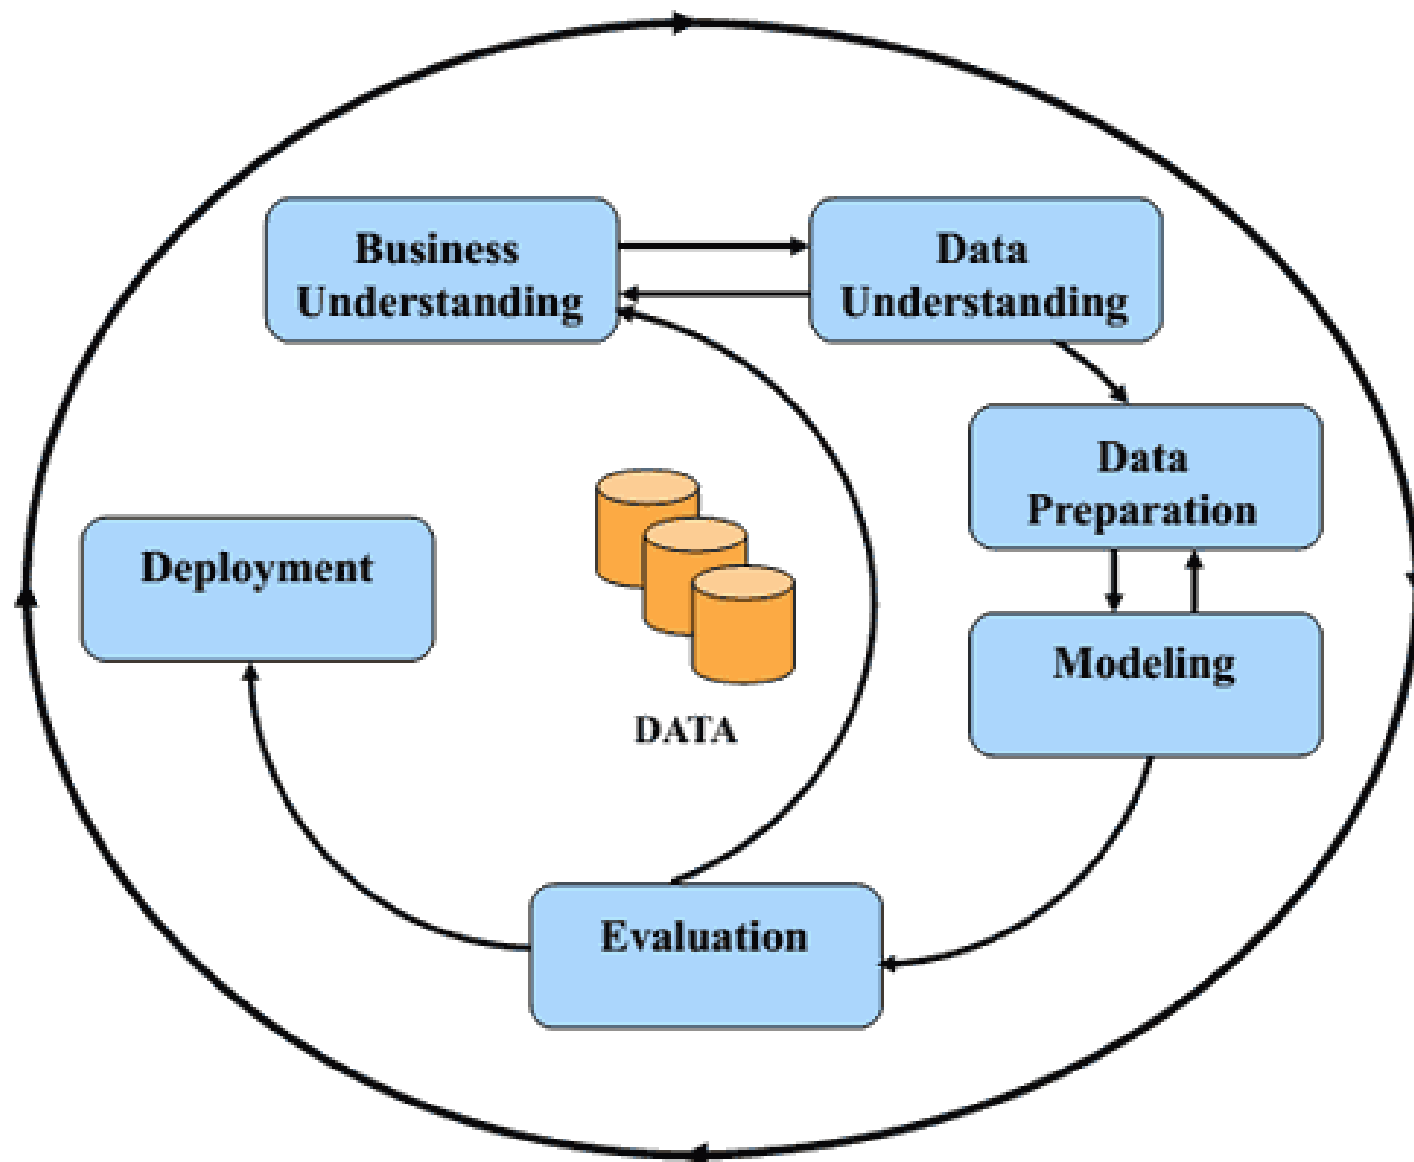 Business
Understanding
Data
Understanding
Data
Preparation
Deployment
Modeling
DATA
Evaluation